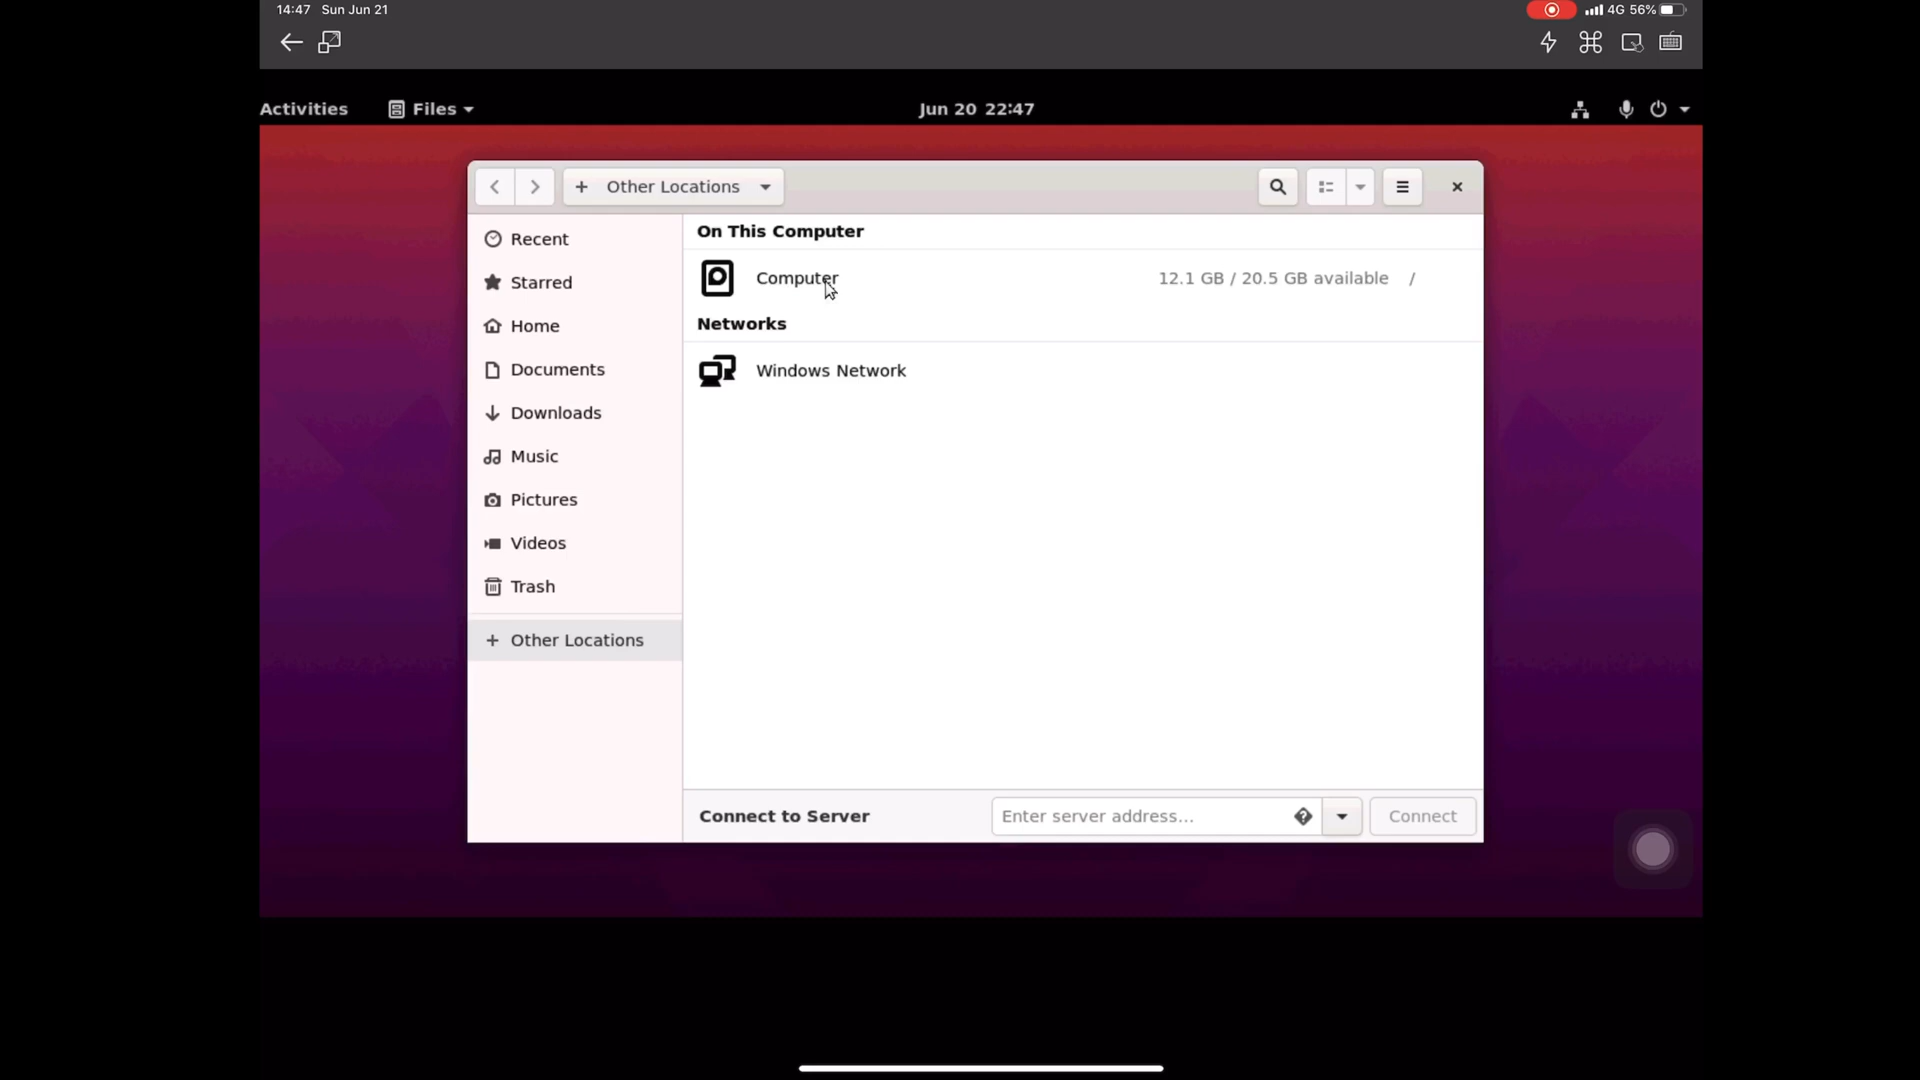 14:47 Sun Jun 21
4G 56%
Activities Files Jun 20 22:47
Other Locations
Recent
Starred
Home
Documents
Downloads
Music
Pictures
Videos
Trash
Other Locations
On This Computer
Computer 12.1 GB / 20.5 GB available /
Networks
Windows Network
Connect to Server Enter server address... Connect